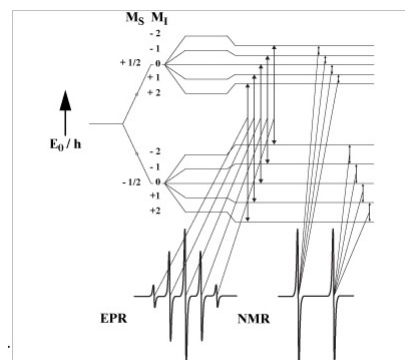 M_S M_I
- 2
- 1
+ 1/2 0
+ 1
+ 2
E_0 / h
- 2
- 1
- 1/2 0
+1
+2
EPR NMR